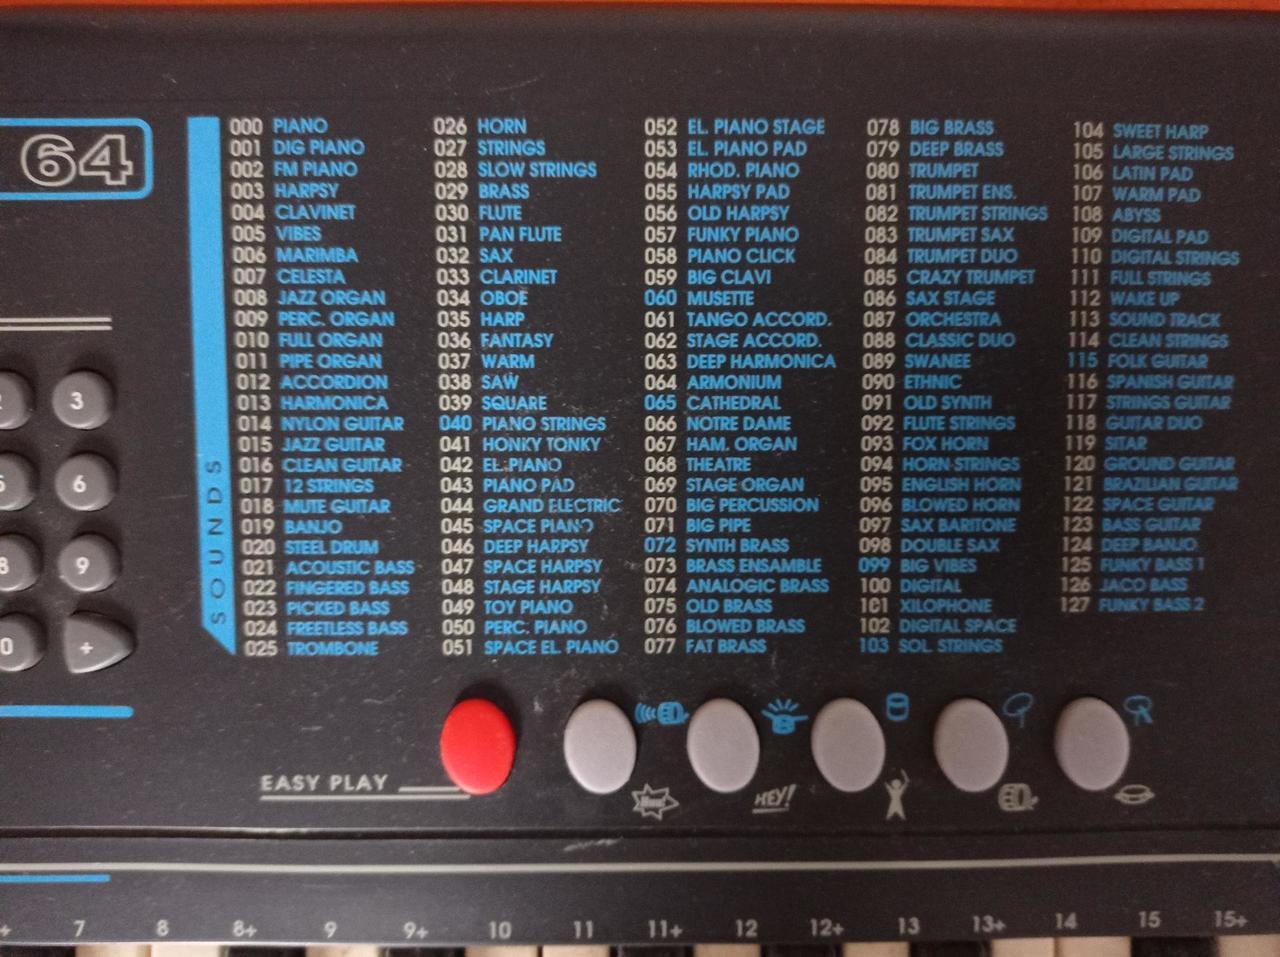 64
SOUNDS
000 PIANO
001 DIG PIANO
002 FM PIANO
003 HARPSY
004 CLAVINET
005 VIBES
006 MARIMBA
007 CELESTA
008 JAZZ ORGAN
009 PERC. ORGAN
010 FULL ORGAN
011 PIPE ORGAN
012 ACCORDION
013 HARMONICA
014 NYLON GUITAR
015 JAZZ GUITAR
016 CLEAN GUITAR
017 12 STRINGS
018 MUTE GUITAR
019 BANJO
020 STEEL DRUM
021 ACOUSTIC BASS
022 FINGERED BASS
023 PICKED BASS
024 FREETLESS BASS
025 TROMBONE
026 HORN
027 STRINGS
028 SLOW STRINGS
029 BRASS
030 FLUTE
031 PAN FLUTE
032 SAX
033 CLARINET
034 OBOE
035 HARP
036 FANTASY
037 WARM
038 SAW
039 SQUARE
040 PIANO STRINGS
041 HONKY TONKY
042 EL. PIANO
043 PIANO PAD
044 GRAND ELECTRIC
045 SPACE PIANO
046 DEEP HARPSY
047 SPACE HARPSY
048 STAGE HARPSY
049 TOY PIANO
050 PERC. PIANO
051 SPACE EL. PIANO
052 EL. PIANO STAGE
053 EL. PIANO PAD
054 RHOD. PIANO
055 HARPSY PAD
056 OLD HARPSY
057 FUNKY PIANO
058 PIANO CLICK
059 BIG CLAVI
060 MUSETTE
061 TANGO ACCORD.
062 STAGE ACCORD.
063 DEEP HARMONICA
064 ARMONIUM
065 CATHEDRAL
066 NOTRE DAME
067 HAM. ORGAN
068 THEATRE
069 STAGE ORGAN
070 BIG PERCUSSION
071 BIG PIPE
072 SYNTH BRASS
073 BRASS ENSAMBLE
074 ANALOGIC BRASS
075 OLD BRASS
076 BLOWED BRASS
077 FAT BRASS
078 BIG BRASS
079 DEEP BRASS
080 TRUMPET
081 TRUMPET ENS.
082 TRUMPET STRINGS
083 TRUMPET SAX
084 TRUMPET DUO
085 CRAZY TRUMPET
086 SAX STAGE
087 ORCHESTRA
088 CLASSIC DUO
089 SWANEE
090 ETHNIC
091 OLD SYNTH
092 FLUTE STRINGS
093 FOX HORN
094 HORN STRINGS
095 ENGLISH HORN
096 BLOWED HORN
097 SAX BARITONE
098 DOUBLE SAX
099 BIG VIBES
100 DIGITAL
101 XILOPHONE
102 DIGITAL SPACE
103 SOL. STRINGS
104 SWEET HARP
105 LARGE STRINGS
106 LATIN PAD
107 WARM PAD
108 ABYSS
109 DIGITAL PAD
110 DIGITAL STRINGS
111 FULL STRINGS
112 WAKE UP
113 SOUND TRACK
114 CLEAN STRINGS
115 FOLK GUITAR
116 SPANISH GUITAR
117 STRINGS GUITAR
118 GUITAR DUO
119 SITAR
120 GROUND GUITAR
121 BRAZILIAN GUITAR
122 SPACE GUITAR
123 BASS GUITAR
124 DEEP BANJO
125 FUNKY BASS 1
126 JACO BASS
127 FUNKY BASS 2
3
6
8 9
0 +
EASY PLAY
HEY!
7 8 8+ 9 9+ 10 11 11+ 12 12+ 13 13+ 14 15 15+